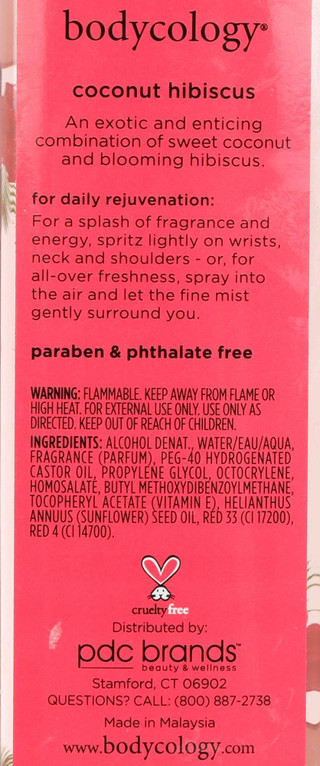 bodycology®
coconut hibiscus
An exotic and enticing
combination of sweet coconut
and blooming hibiscus.
for daily rejuvenation:
For a splash of fragrance and
energy, spritz lightly on wrists,
neck and shoulders - or, for
all-over freshness, spray into
the air and let the fine mist
gently surround you.
paraben & phthalate free
WARNING: FLAMMABLE. KEEP AWAY FROM FLAME OR
HIGH HEAT. FOR EXTERNAL USE ONLY. USE ONLY AS
DIRECTED. KEEP OUT OF REACH OF CHILDREN.
INGREDIENTS: ALCOHOL DENAT., WATER/EAU/AQUA,
FRAGRANCE (PARFUM), PEG-40 HYDROGENATED
CASTOR OIL, PROPYLENE GLYCOL, OCTOCRYLENE,
HOMOSALATE, BUTYL METHOXYDIBENZOYLMETHANE,
TOCOPHERYL ACETATE (VITAMIN E), HELIANTHUS
ANNUUS (SUNFLOWER) SEED OIL, RED 33 (CI 17200),
RED 4 (CI 14700).
crueltyfree
Distributed by:
pdc brands™
beauty & wellness
Stamford, CT 06902
QUESTIONS? CALL: (800) 887-2738
Made in Malaysia
www.bodycology.com